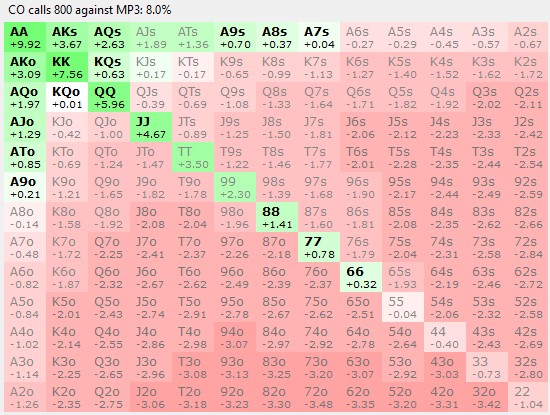 CO calls 800 against MP3: 8.0%
AA AKs AQs AJs ATs A9s A8s A7s A6s A5s A4s A3s A2s
+9.92 +3.67 +2.63 +1.89 +1.36 +0.70 +0.37 +0.04 -0.27 -0.29 -0.45 -0.57 -0.67
AKo KK KQs KJs KTs K9s K8s K7s K6s K5s K4s K3s K2s
+3.09 +7.56 +0.63 +0.17 -0.17 -0.65 -0.99 -1.13 -1.27 -1.40 -1.52 -1.62 -1.72
AQo KQo QQ QJs QTs Q9s Q8s Q7s Q6s Q5s Q4s Q3s Q2s
+1.97 +0.01 +5.96 -0.39 -0.69 -1.08 -1.33 -1.64 -1.71 -1.82 -1.92 -2.02 -2.11
AJo KJo QJo JJ JTs J9s J8s J7s J6s J5s J4s J3s J2s
+1.29 -0.42 -1.00 +4.67 -0.89 -1.25 -1.50 -1.81 -2.06 -2.12 -2.23 -2.33 -2.42
ATo KTo QTo JTo TT T9s T8s T7s T6s T5s T4s T3s T2s
+0.85 -0.69 -1.24 -1.47 +3.50 -1.22 -1.46 -1.77 -2.01 -2.28 -2.35 -2.44 -2.54
A9o K9o Q9o J9o T9o 99 98s 97s 96s 95s 94s 93s 92s
+0.21 -1.21 -1.65 -1.82 -1.78 +2.30 -1.39 -1.68 -1.90 -2.17 -2.44 -2.49 -2.59
A8o K8o Q8o J8o T8o 98o 88 87s 86s 85s 84s 83s 82s
-0.14 -1.58 -1.92 -2.08 -2.04 -1.96 +1.41 -1.60 -1.81 -2.08 -2.35 -2.62 -2.66
A7o K7o Q7o J7o T7o 97o 87o 77 76s 75s 74s 73s 72s
-0.48 -1.72 -2.25 -2.41 -2.37 -2.26 -2.18 +0.78 -1.79 -2.04 -2.31 -2.58 -2.84
A6o K6o Q6o J6o T6o 96o 86o 76o 66 65s 64s 63s 62s
-0.82 -1.87 -2.32 -2.67 -2.62 -2.49 -2.39 -2.37 +0.32 -1.93 -2.19 -2.46 -2.72
A5o K5o Q5o J5o T5o 95o 85o 75o 65o 55 54s 53s 52s
-0.84 -2.01 -2.43 -2.74 -2.91 -2.78 -2.67 -2.62 -2.51 -0.04 -2.06 -2.32 -2.58
A4o K4o Q4o J4o T4o 94o 84o 74o 64o 54o 44 43s 42s
-1.02 -2.14 -2.55 -2.86 -2.98 -3.07 -2.97 -2.92 -2.78 -2.64 -0.40 -2.43 -2.69
A3o K3o Q3o J3o T3o 93o 83o 73o 63o 53o 43o 33 32s
-1.14 -2.25 -2.65 -2.96 -3.08 -3.13 -3.25 -3.20 -3.07 -2.92 -3.03 -0.73 -2.80
A2o K2o Q2o J2o T2o 92o 82o 72o 62o 52o 42o 32o 22
-1.26 -2.35 -2.75 -3.06 -3.18 -3.23 -3.30 -3.48 -3.35 -3.20 -3.31 -3.42 -1.04